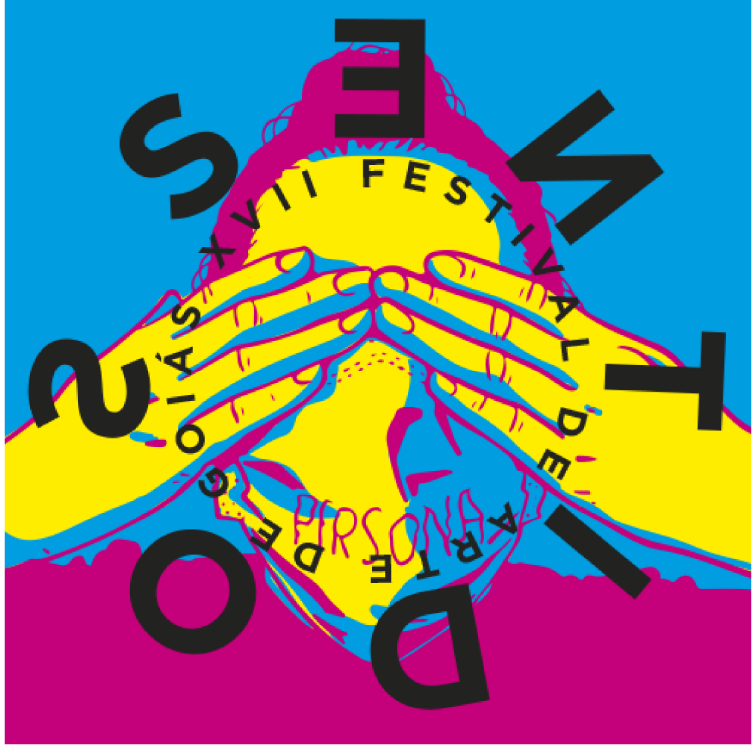 SENTIDOS
XVII FESTIVAL DE ARTE DE GOIÁS
PERSONA